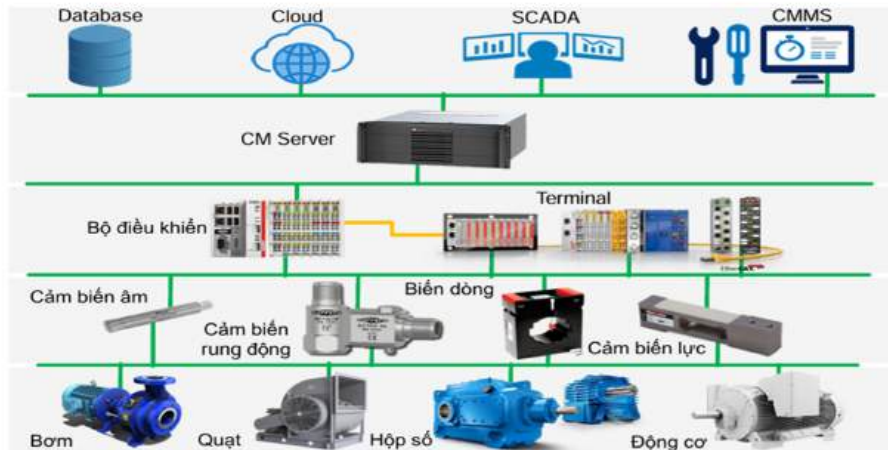 Database
Cloud
SCADA
CMMS
CM Server
Terminal
Bộ điều khiển
Cảm biến âm
Biến dòng
Cảm biến
rung động
Cảm biến lực
Bơm
Quạt
Hộp số
Động cơ